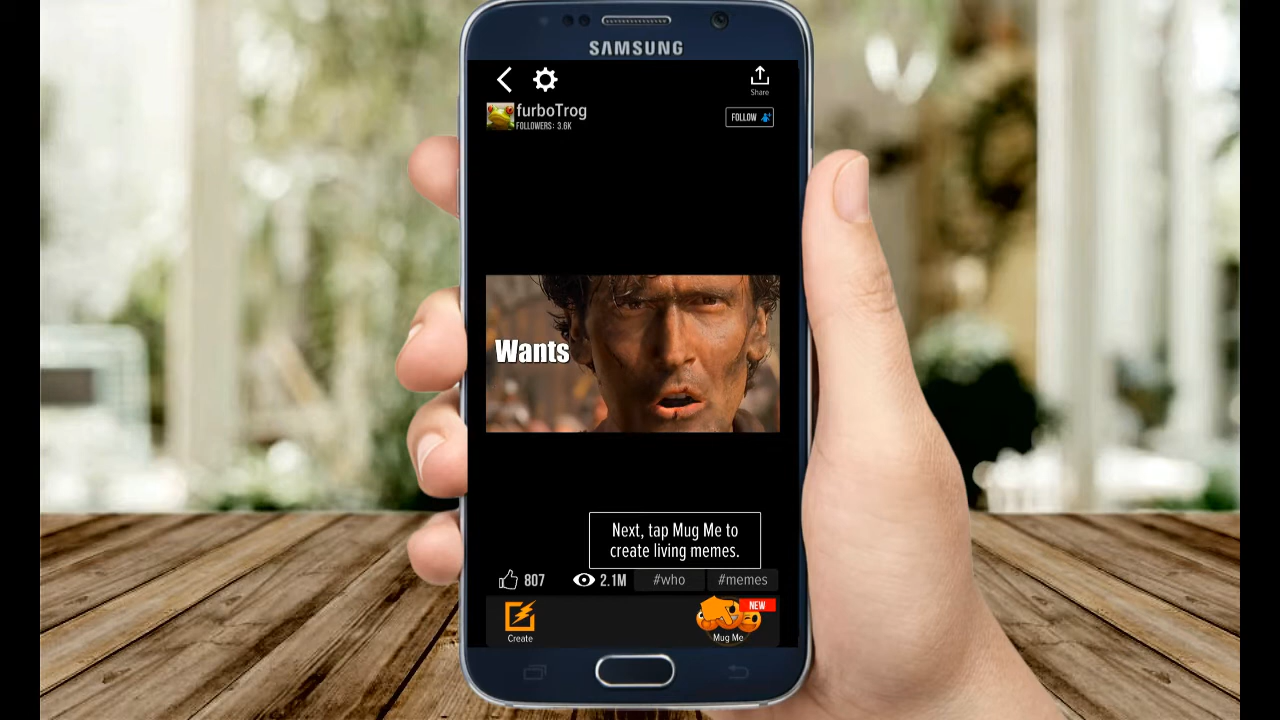 SAMSUNG
Share
furboTrog
FOLLOWERS: 3.6K
FOLLOW
Wants
Next, tap Mug Me to
create living memes.
807
2.1M
#who
#memes
NEW
Create
Mug Me